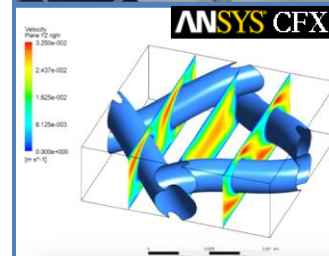 ANSYS CFX
Velocity
Plane YZ right
3.250e-002
2.437e-002
1.625e-002
8.125e-003
0.000e+000
[m s^-1]